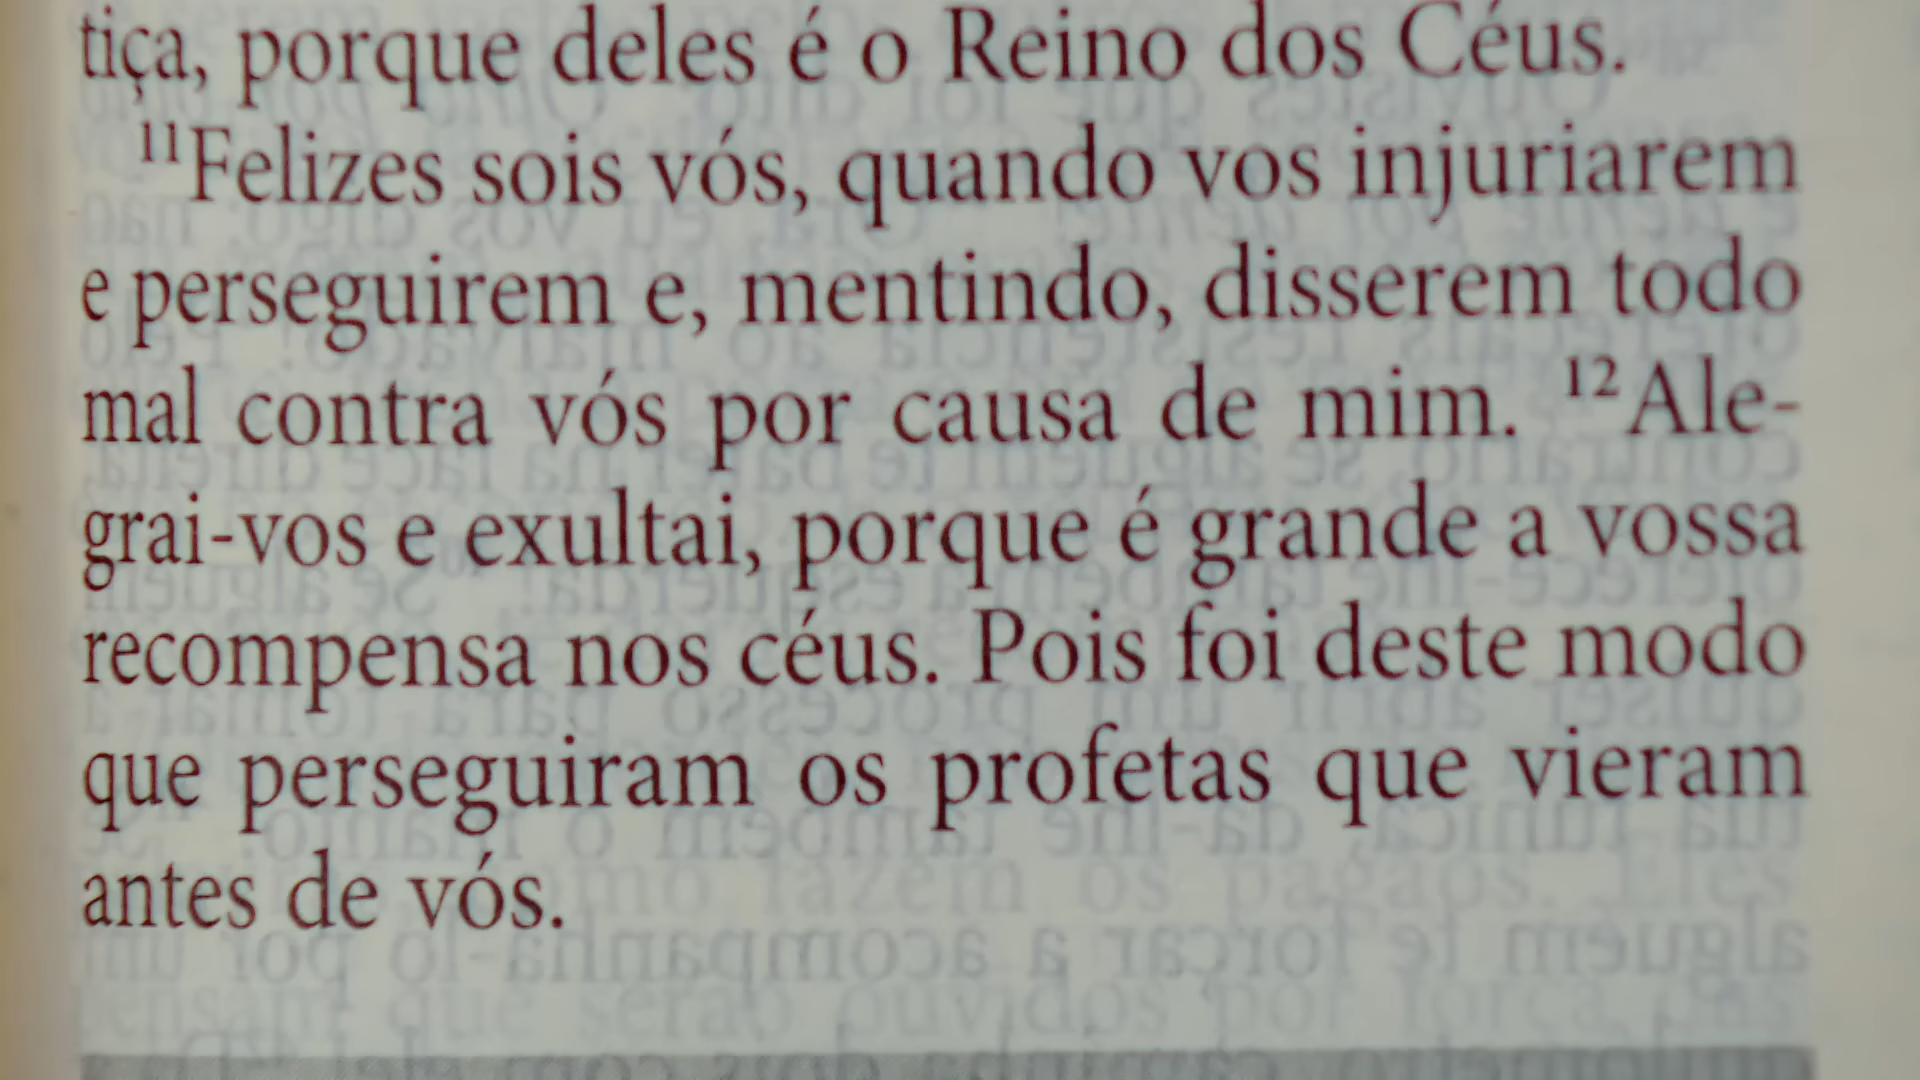 tiça, porque deles é o Reino dos Céus.
¹¹Felizes sois vós, quando vos injuriarem
e perseguirem e, mentindo, disserem todo
mal contra vós por causa de mim. ¹²Ale-
grai-vos e exultai, porque é grande a vossa
recompensa nos céus. Pois foi deste modo
que perseguiram os profetas que vieram
antes de vós.